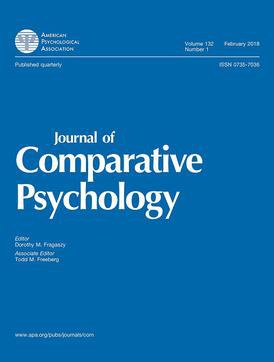 AMERICAN
PSYCHOLOGICAL
ASSOCIATION
Volume 132 February 2018
Number 1
Published quarterly ISSN 0735-7036
Journal of
Comparative
Psychology
Editor
Dorothy M. Fragaszy
Associate Editor
Todd M. Freeberg
www.apa.org/pubs/journals/com